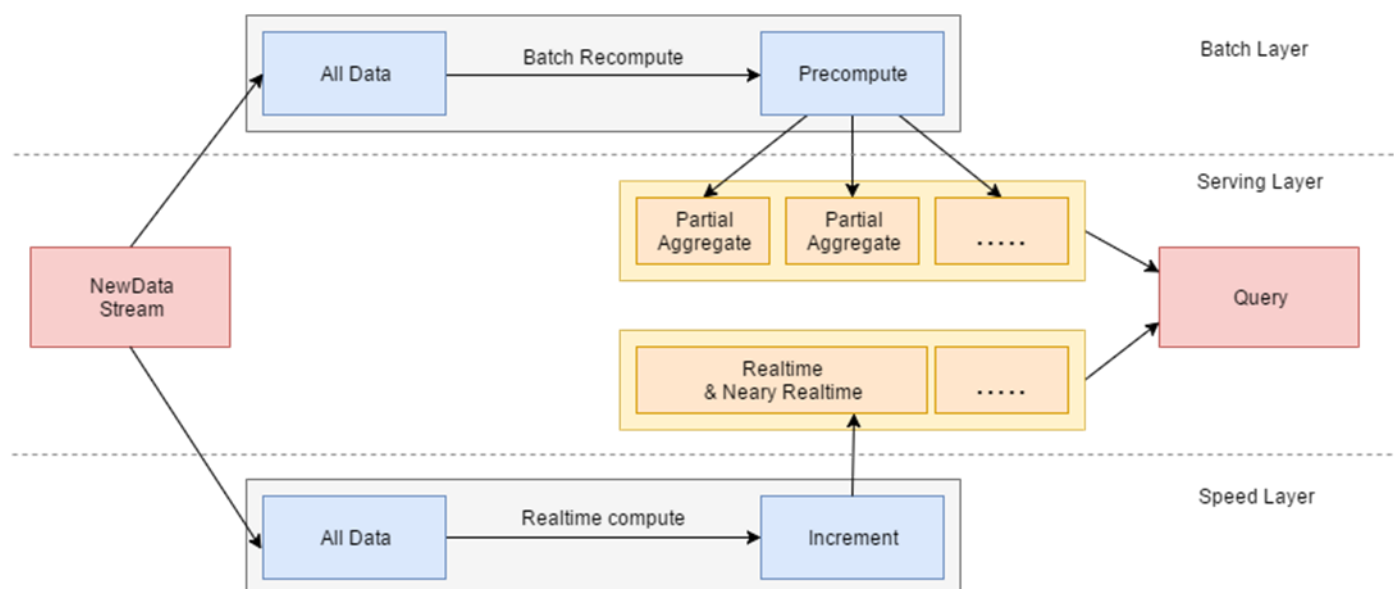 All Data
Batch Recompute
Precompute
Batch Layer
Serving Layer
Partial
Aggregate
Partial
Aggregate
.....
NewData
Stream
Query
Realtime
& Neary Realtime
.....
Speed Layer
All Data
Realtime compute
Increment